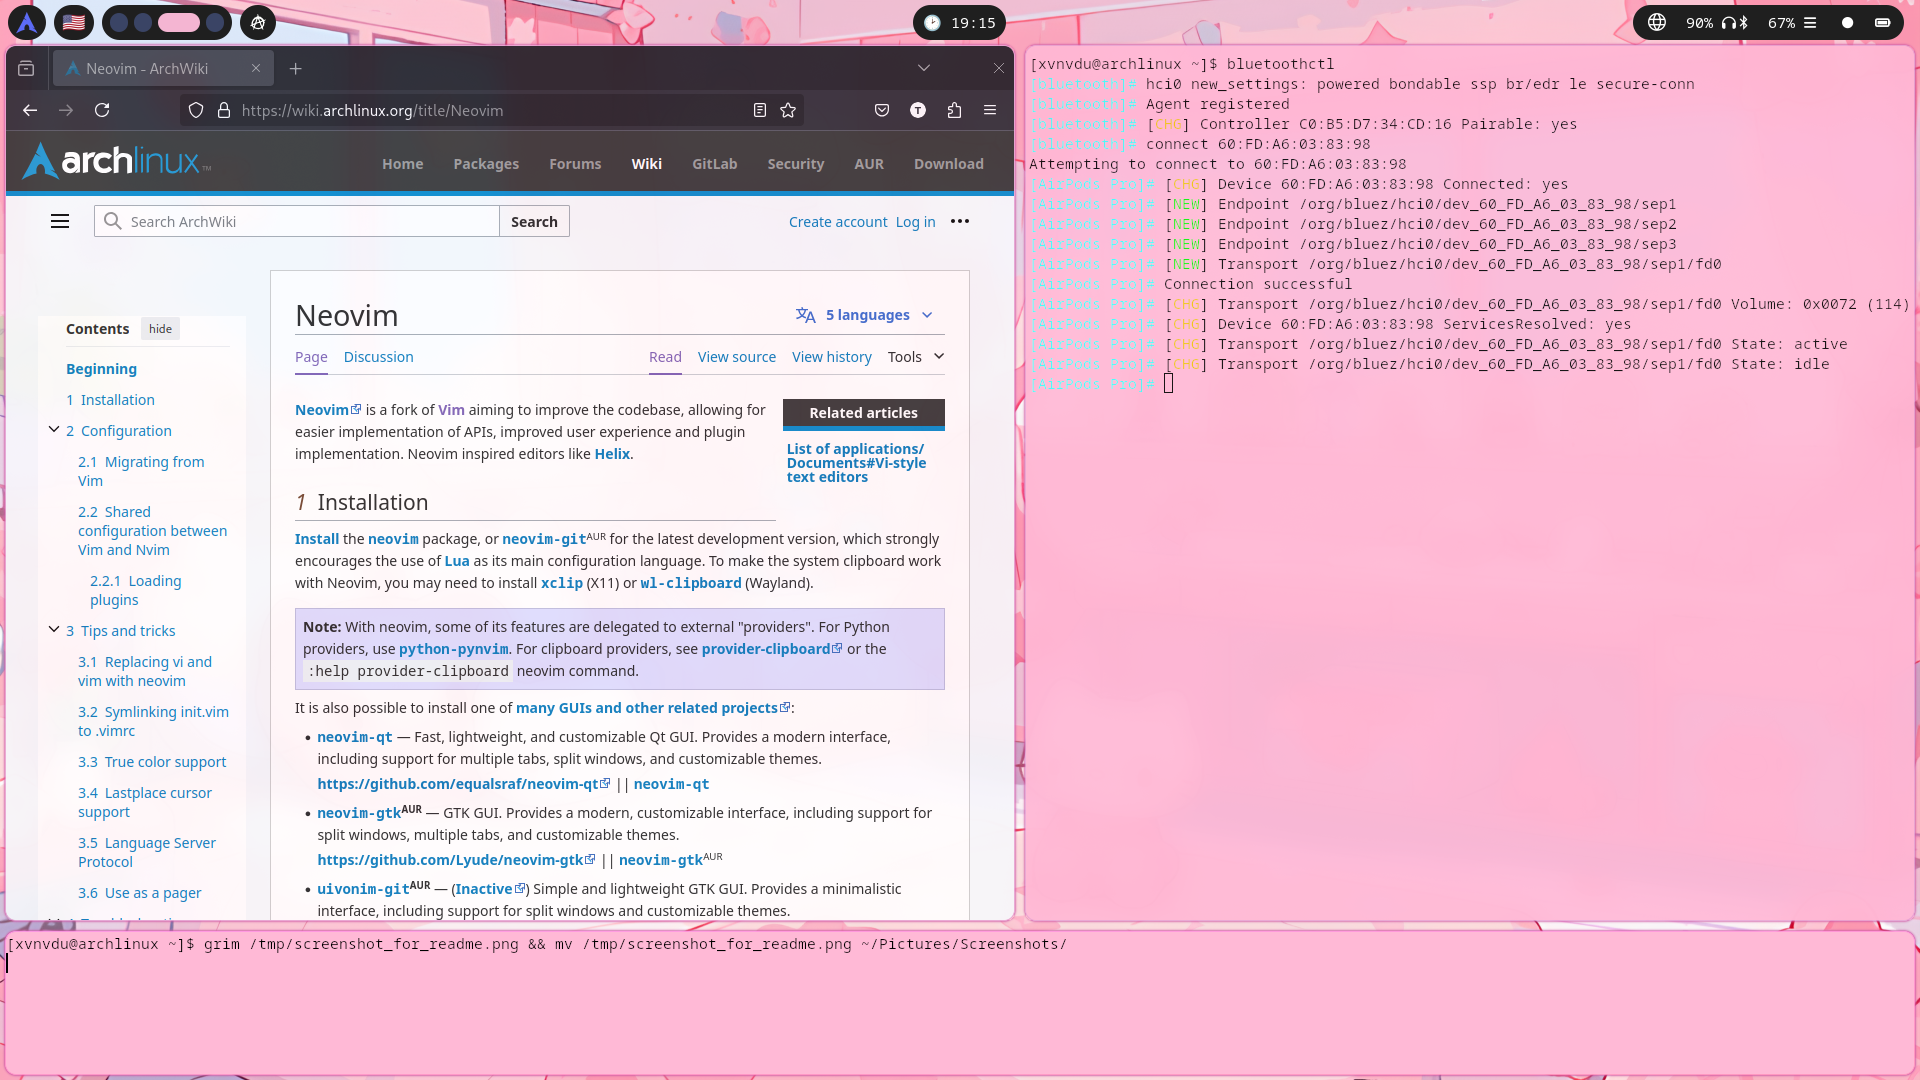 19:15
90%
67%
Neovim - ArchWiki
https://wiki.archlinux.org/title/Neovim
T
archlinux™
Home Packages Forums Wiki GitLab Security AUR Download
Search ArchWiki
Search
Create account Log in
Contents hide
Beginning
1 Installation
2 Configuration
2.1 Migrating from
Vim
2.2 Shared
configuration between
Vim and Nvim
2.2.1 Loading
plugins
3 Tips and tricks
3.1 Replacing vi and
vim with neovim
3.2 Symlinking init.vim
to .vimrc
3.3 True color support
3.4 Lastplace cursor
support
3.5 Language Server
Protocol
3.6 Use as a pager
Neovim
5 languages
Page Discussion
Read View source View history Tools
Neovim is a fork of Vim aiming to improve the codebase, allowing for
easier implementation of APIs, improved user experience and plugin
implementation. Neovim inspired editors like Helix.
Related articles
List of applications/
Documents#Vi-style
text editors
1 Installation
Install the neovim package, or neovim-gitAUR for the latest development version, which strongly
encourages the use of Lua as its main configuration language. To make the system clipboard work
with Neovim, you may need to install xclip (X11) or wl-clipboard (Wayland).
Note: With neovim, some of its features are delegated to external "providers". For Python
providers, use python-pynvim. For clipboard providers, see provider-clipboard or the
:help provider-clipboard neovim command.
It is also possible to install one of many GUIs and other related projects:
• neovim-qt — Fast, lightweight, and customizable Qt GUI. Provides a modern interface,
including support for multiple tabs, split windows, and customizable themes.
https://github.com/equalsraf/neovim-qt || neovim-qt
• neovim-gtkAUR — GTK GUI. Provides a modern, customizable interface, including support for
split windows, multiple tabs, and customizable themes.
https://github.com/Lyude/neovim-gtk || neovim-gtkAUR
• uivonim-gitAUR — (Inactive) Simple and lightweight GTK GUI. Provides a minimalistic
interface, including support for split windows and customizable themes.
[xvnvdu@archlinux ~]$ bluetoothctl
[bluetooth]# hci0 new_settings: powered bondable ssp br/edr le secure-conn
[bluetooth]# Agent registered
[bluetooth]# [CHG] Controller C0:B5:D7:34:CD:16 Pairable: yes
[bluetooth]# connect 60:FD:A6:03:83:98
Attempting to connect to 60:FD:A6:03:83:98
[AirPods Pro]# [CHG] Device 60:FD:A6:03:83:98 Connected: yes
[AirPods Pro]# [NEW] Endpoint /org/bluez/hci0/dev_60_FD_A6_03_83_98/sep1
[AirPods Pro]# [NEW] Endpoint /org/bluez/hci0/dev_60_FD_A6_03_83_98/sep2
[AirPods Pro]# [NEW] Endpoint /org/bluez/hci0/dev_60_FD_A6_03_83_98/sep3
[AirPods Pro]# [NEW] Transport /org/bluez/hci0/dev_60_FD_A6_03_83_98/sep1/fd0
[AirPods Pro]# Connection successful
[AirPods Pro]# [CHG] Transport /org/bluez/hci0/dev_60_FD_A6_03_83_98/sep1/fd0 Volume: 0x0072 (114)
[AirPods Pro]# [CHG] Device 60:FD:A6:03:83:98 ServicesResolved: yes
[AirPods Pro]# [CHG] Transport /org/bluez/hci0/dev_60_FD_A6_03_83_98/sep1/fd0 State: active
[AirPods Pro]# [CHG] Transport /org/bluez/hci0/dev_60_FD_A6_03_83_98/sep1/fd0 State: idle
[AirPods Pro]#
[xvnvdu@archlinux ~]$ grim /tmp/screenshot_for_readme.png && mv /tmp/screenshot_for_readme.png ~/Pictures/Screenshots/